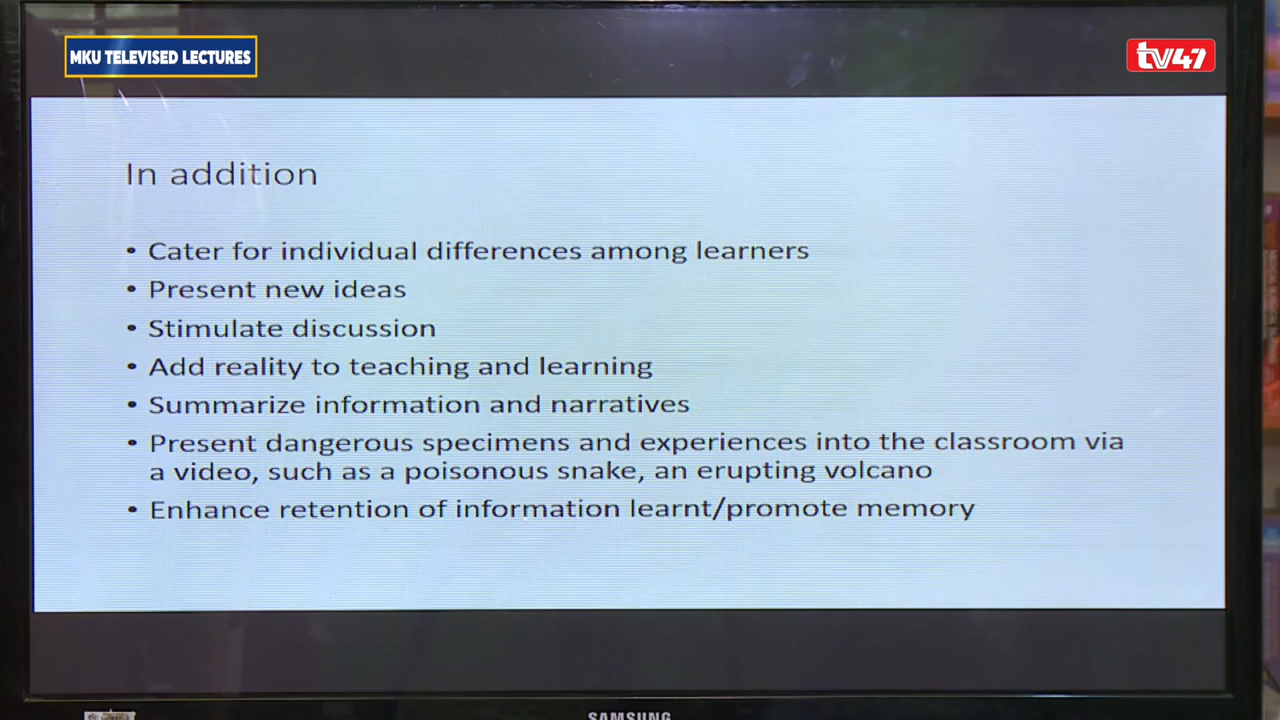 MKU TELEVISED LECTURES
tv47
In addition
• Cater for individual differences among learners
• Present new ideas
• Stimulate discussion
• Add reality to teaching and learning
• Summarize information and narratives
• Present dangerous specimens and experiences into the classroom via
a video, such as a poisonous snake, an erupting volcano
• Enhance retention of information learnt/promote memory
SAMSUNG